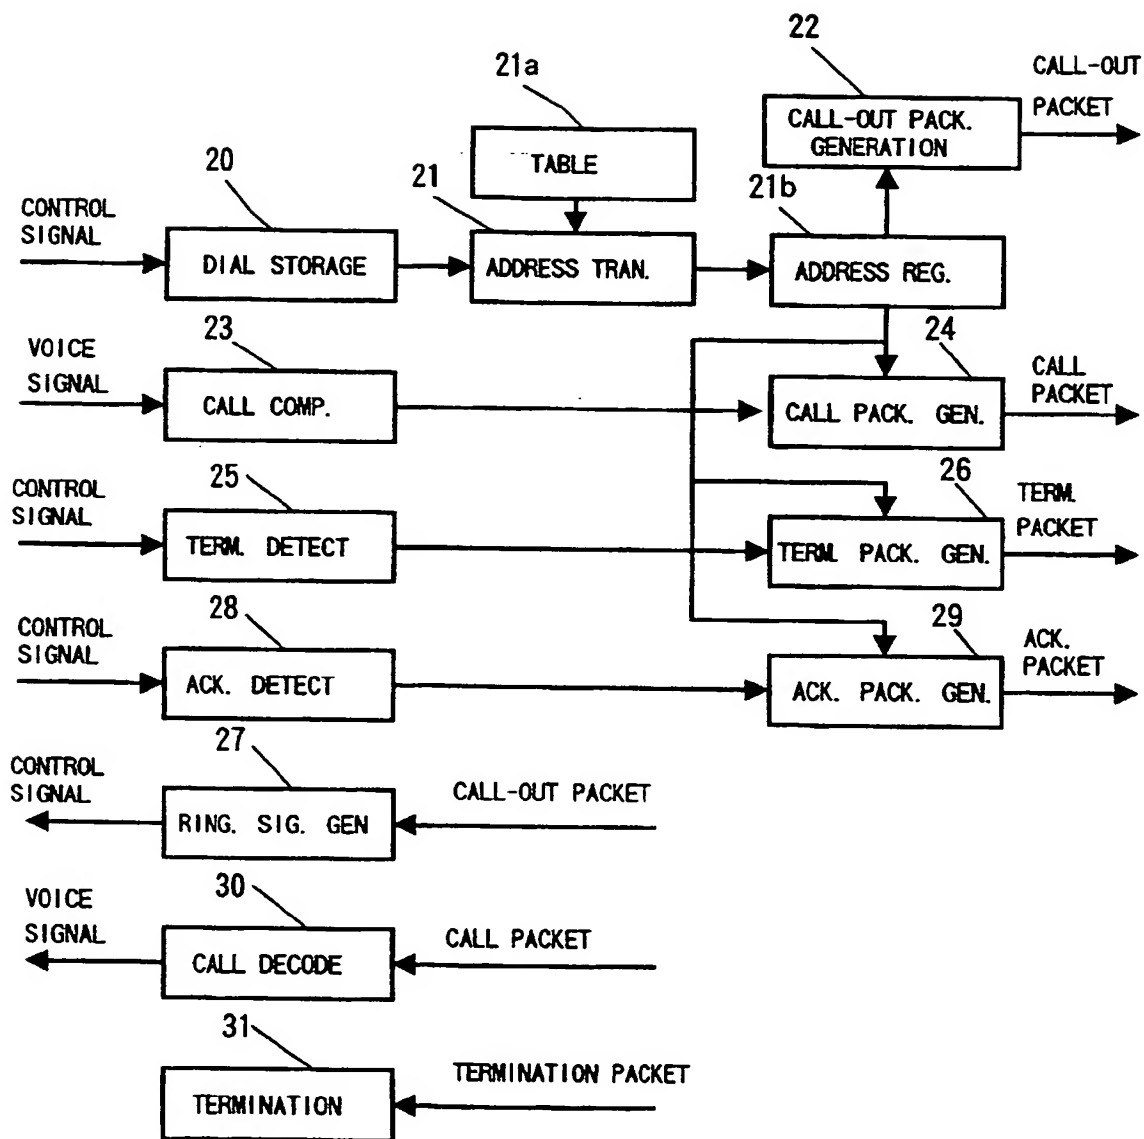 22
CALL-OUT
PACKET
21a
CALL-OUT PACK.
GENERATION
TABLE
20
21
21b
CONTROL
SIGNAL
DIAL STORAGE
ADDRESS TRAN.
ADDRESS REG.
VOICE
SIGNAL
23
24
CALL
PACKET
CALL COMP.
CALL PACK. GEN.
CONTROL
SIGNAL
25
26
TERM.
PACKET
TERM. DETECT
TERM. PACK. GEN.
CONTROL
SIGNAL
28
29
ACK.
PACKET
ACK. DETECT
ACK. PACK. GEN.
CONTROL
SIGNAL
27
CALL-OUT PACKET
RING. SIG. GEN
VOICE
SIGNAL
30
CALL PACKET
CALL DECODE
31
TERMINATION PACKET
TERMINATION